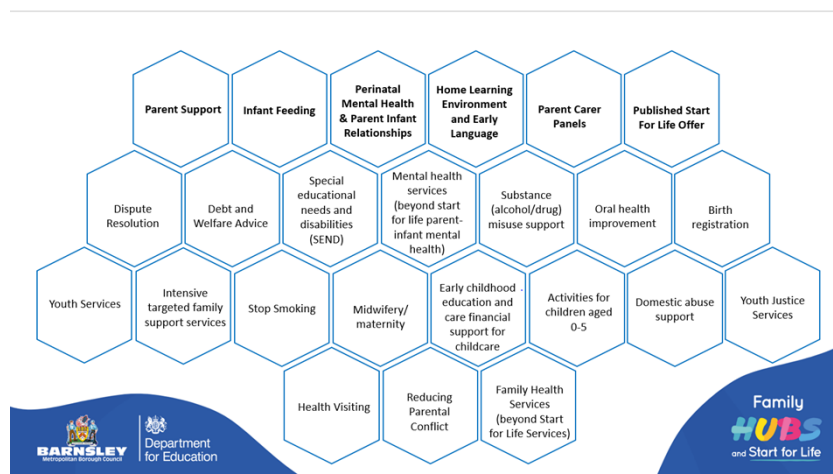 Parent Support
Infant Feeding
Perinatal
Mental Health
& Parent Infant
Relationships
Home Learning
Environment
and Early
Language
Parent Carer
Panels
Published Start
For Life Offer
Dispute
Resolution
Debt and
Welfare Advice
Special
educational
needs and
disabilities
(SEND)
Mental health
services
(beyond start
for life parent-
infant mental
health)
Substance
(alcohol/drug)
misuse support
Oral health
improvement
Birth
registration
Youth Services
Intensive
targeted family
support services
Stop Smoking
Midwifery/
maternity
Early childhood .
education and
care financial
support for
childcare
Activities for
children aged
0-5
Domestic abuse
support
Youth Justice
Services
Health Visiting
Reducing
Parental
Conflict
Family Health
Services
(beyond Start
for Life Services)
BARNSLEY
Metropolitan Borough Council
Department
for Education
Family
HUBS
and Start for Life